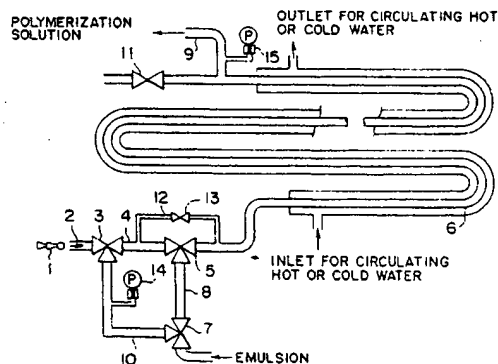 POLYMERIZATION
SOLUTION
OUTLET FOR CIRCULATING HOT
OR COLD WATER
P
9
15
11
12
13
2
3
4
6
14
P
5
1
INLET FOR CIRCULATING
HOT OR COLD WATER
8
7
10
EMULSION